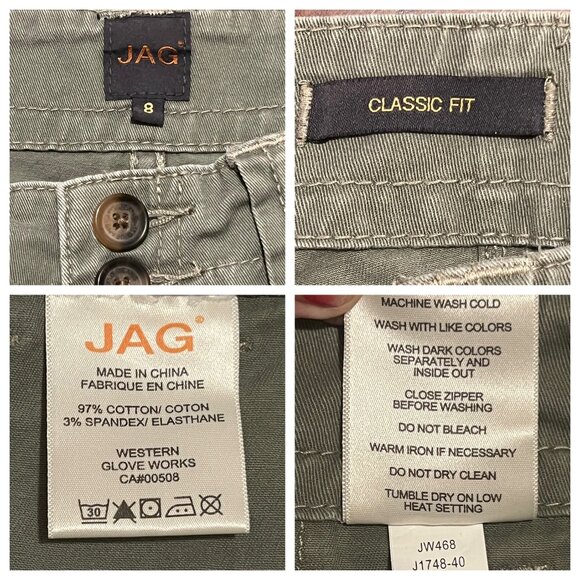 JAG®
8
CLASSIC FIT
JAG®
MADE IN CHINA
FABRIQUE EN CHINE
97% COTTON/ COTON
3% SPANDEX/ ELASTHANE
WESTERN
GLOVE WORKS
CA#00508
30
MACHINE WASH COLD
WASH WITH LIKE COLORS
WASH DARK COLORS
SEPARATELY AND
INSIDE OUT
CLOSE ZIPPER
BEFORE WASHING
DO NOT BLEACH
WARM IRON IF NECESSARY
DO NOT DRY CLEAN
TUMBLE DRY ON LOW
HEAT SETTING
JW468
J1748-40